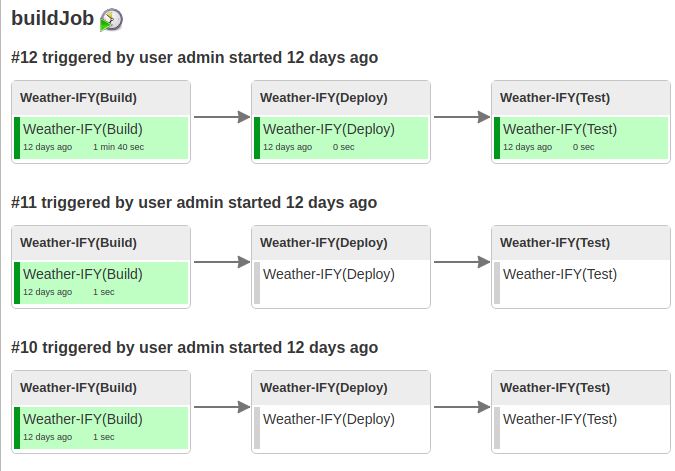 buildJob
#12 triggered by user admin started 12 days ago
Weather-IFY(Build)
Weather-IFY(Deploy)
Weather-IFY(Test)
Weather-IFY(Build)
12 days ago 1 min 40 sec
Weather-IFY(Deploy)
12 days ago 0 sec
Weather-IFY(Test)
12 days ago 0 sec
#11 triggered by user admin started 12 days ago
Weather-IFY(Build)
Weather-IFY(Deploy)
Weather-IFY(Test)
Weather-IFY(Build)
12 days ago 1 sec
Weather-IFY(Deploy)
Weather-IFY(Test)
#10 triggered by user admin started 12 days ago
Weather-IFY(Build)
Weather-IFY(Deploy)
Weather-IFY(Test)
Weather-IFY(Build)
12 days ago 1 sec
Weather-IFY(Deploy)
Weather-IFY(Test)